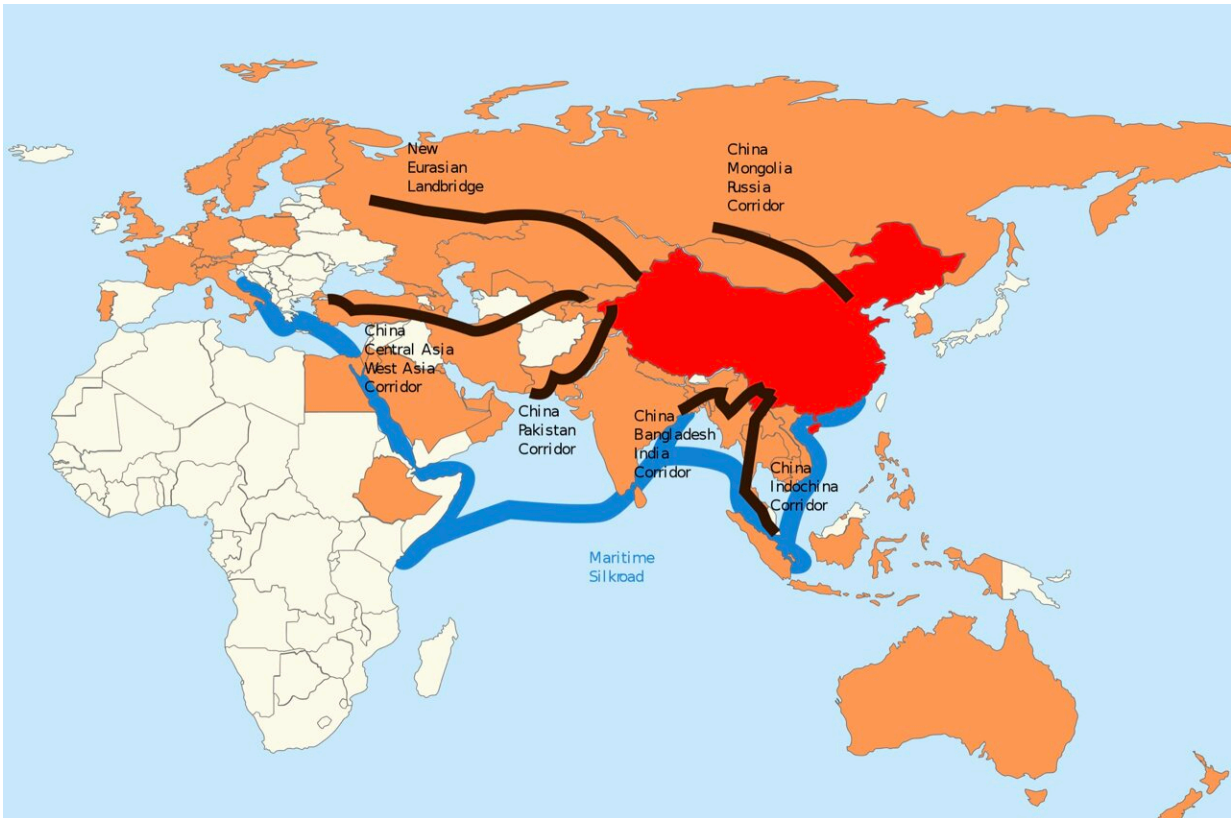 New
Eurasian
Landbridge
China
Mongolia
Russia
Corridor
China
Central Asia
West Asia
Corridor
China
Pakistan
Corridor
China
Bangladesh
India
Corridor
China
Indochina
Corridor
Maritime
Silkroad